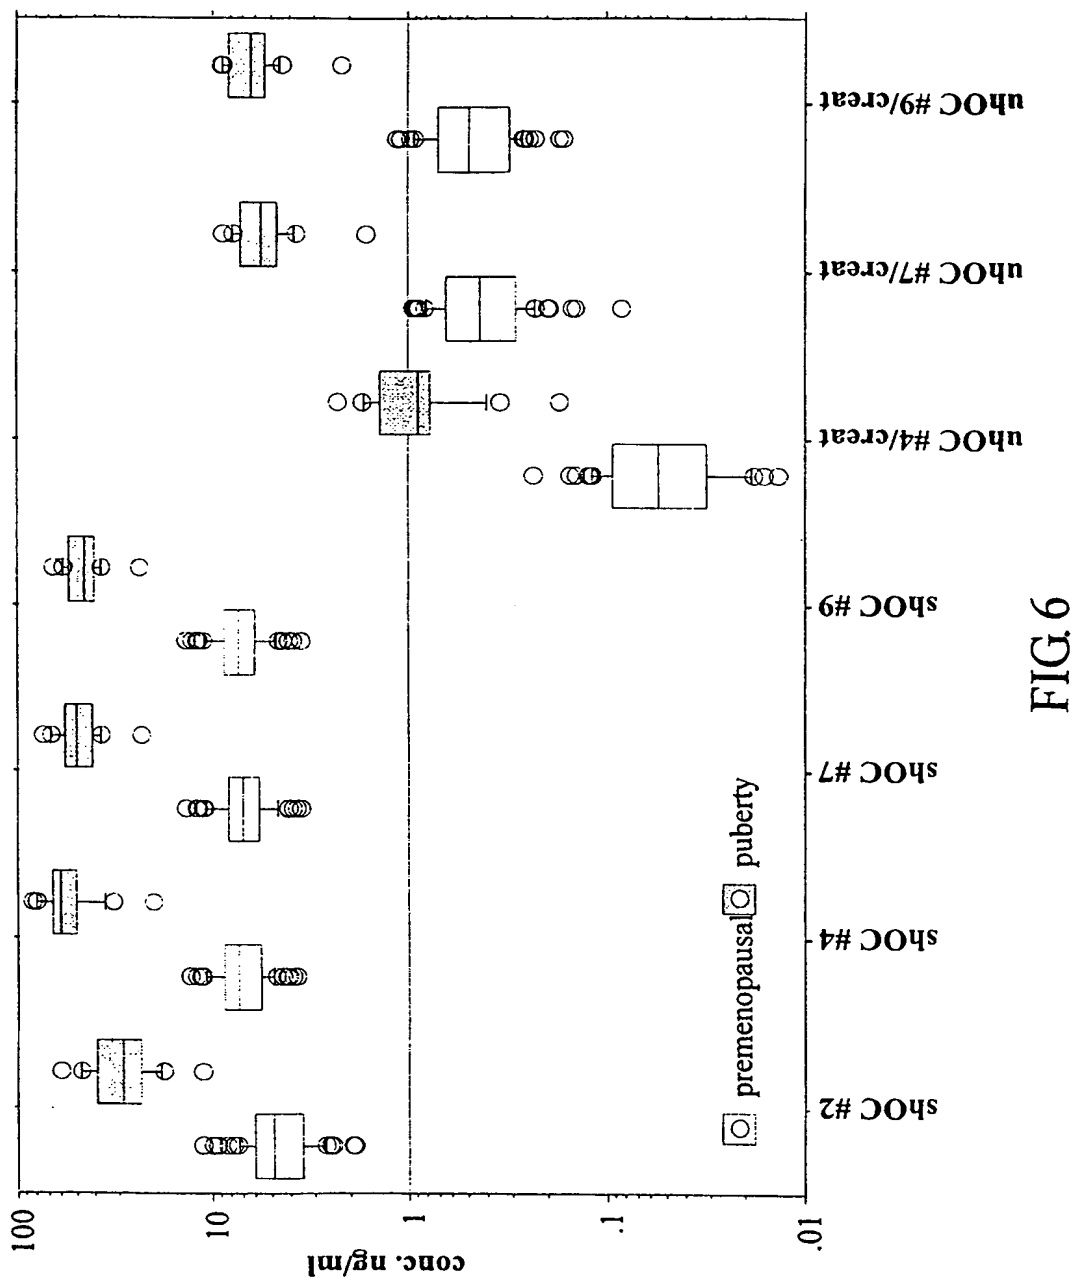 100
10
1
.1
.01
conc. ng/ml
premenopausal
puberty
shOC #2
shOC #4
shOC #7
shOC #9
uhOC #4/creat
uhOC #7/creat
uhOC #9/creat
FIG. 6